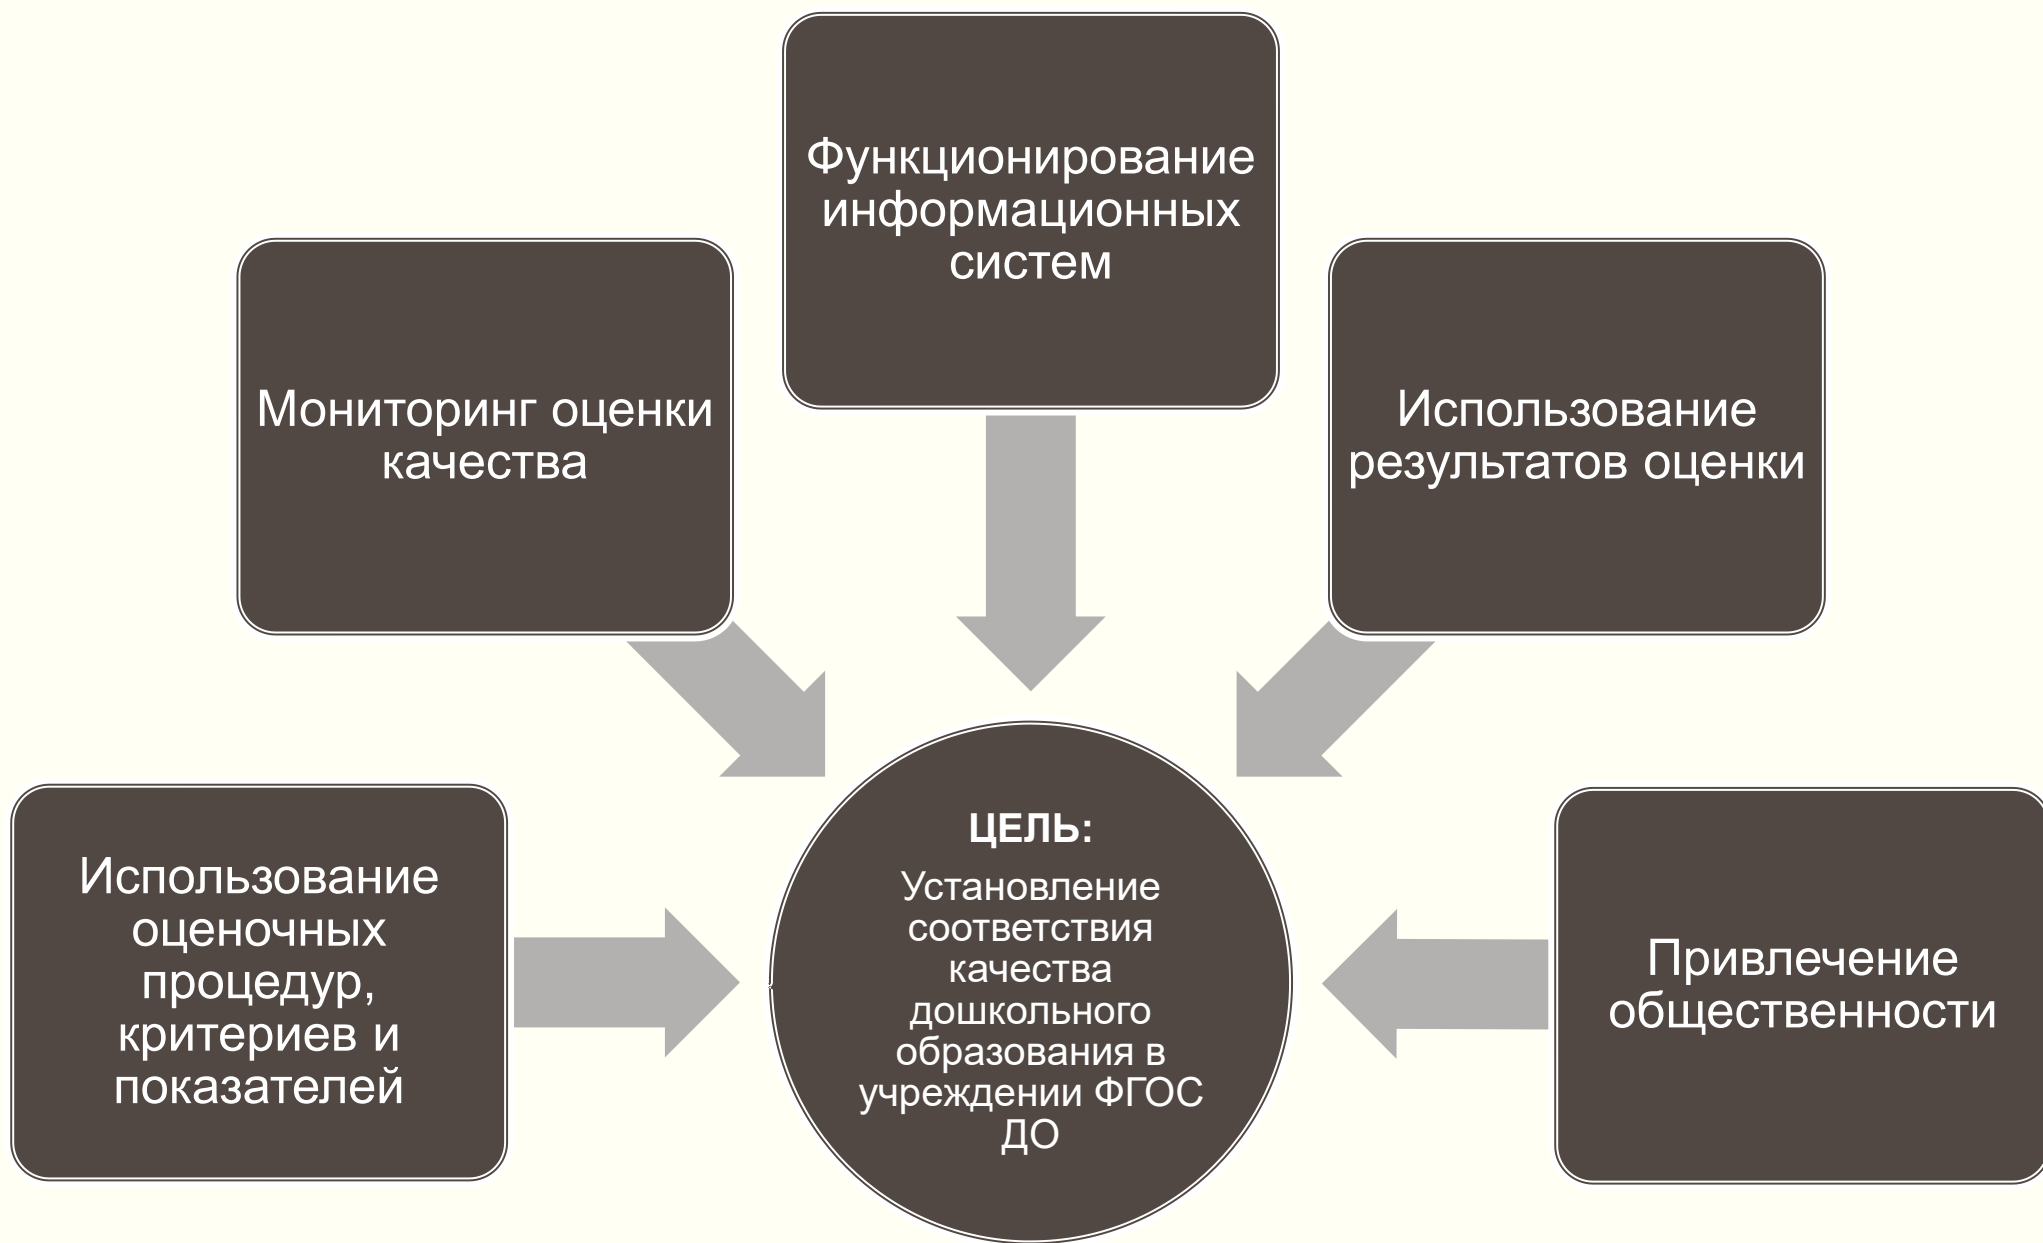 Функционирование
информационных
систем
Мониторинг оценки
качества
Использование
результатов оценки
Использование
оценочных
процедур,
критериев и
показателей
ЦЕЛЬ:
Установление
соответствия
качества
дошкольного
образования в
учреждении ФГОС
ДО
Привлечение
общественности